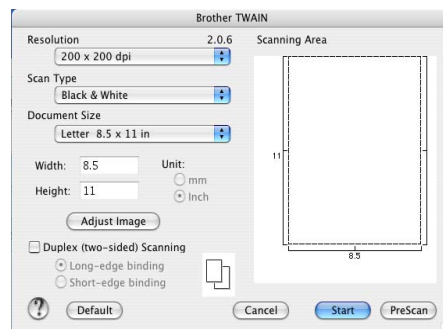 Brother TWAIN
Resolution 2.0.6
200 x 200 dpi
Scan Type
Black & White
Document Size
Letter 8.5 x 11 in
Width: 8.5
Height: 11
Unit:
mm
Inch
Adjust Image
Duplex (two-sided) Scanning
Long-edge binding
Short-edge binding
? Default
Scanning Area
11
8.5
Cancel Start PreScan